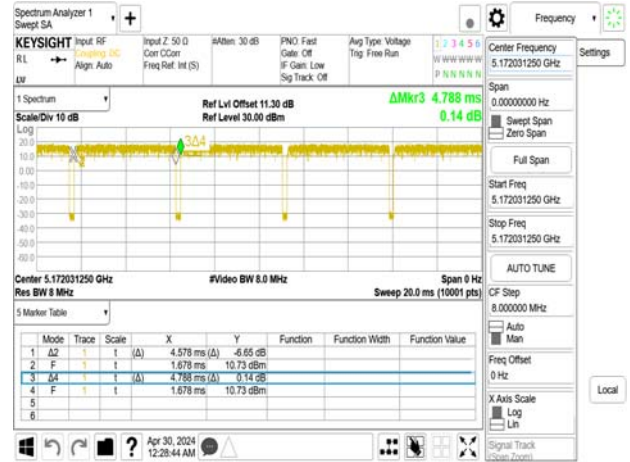 Spectrum Analyzer 1
Swept SA
Frequency
KEYSIGHT
RL
Input: RF
Coupling: DC
Align: Auto
Input Z: 50 Ω
Corr CCorr
Freq Ref: Int (S)
#Atten: 30 dB
PNO: Fast
Gate: Off
IF Gain: Low
Sig Track: Off
Avg Type: Voltage
Trig: Free Run
1 2 3 4 5 6
W W W W W W
P N N N N N
1 Spectrum
Scale/Div 10 dB
Log
Ref Lvl Offset 11.30 dB
Ref Level 30.00 dBm
ΔMkr3 4.788 ms
0.14 dB
20.0
10.0
0.00
-10.0
-20.0
-30.0
-40.0
-50.0
-60.0
3Δ4
Center 5.172031250 GHz
Res BW 8 MHz
#Video BW 8.0 MHz
Span 0 Hz
Sweep 20.0 ms (10001 pts)
5 Marker Table
Mode Trace Scale X Y Function Function Width Function Value
1 Δ2 1 t (Δ) 4.578 ms (Δ) -6.65 dB
2 F 1 t 1.678 ms 10.73 dBm
3 Δ4 1 t (Δ) 4.788 ms (Δ) 0.14 dB
4 F 1 t 1.678 ms 10.73 dBm
5
6
Apr 30, 2024
12:28:44 AM
Center Frequency
5.172031250 GHz
Settings
Span
0.00000000 Hz
Swept Span
Zero Span
Full Span
Start Freq
5.172031250 GHz
Stop Freq
5.172031250 GHz
AUTO TUNE
CF Step
8.000000 MHz
Auto
Man
Freq Offset
0 Hz
X Axis Scale
Log
Lin
Local
Signal Track
(Span Zoom)